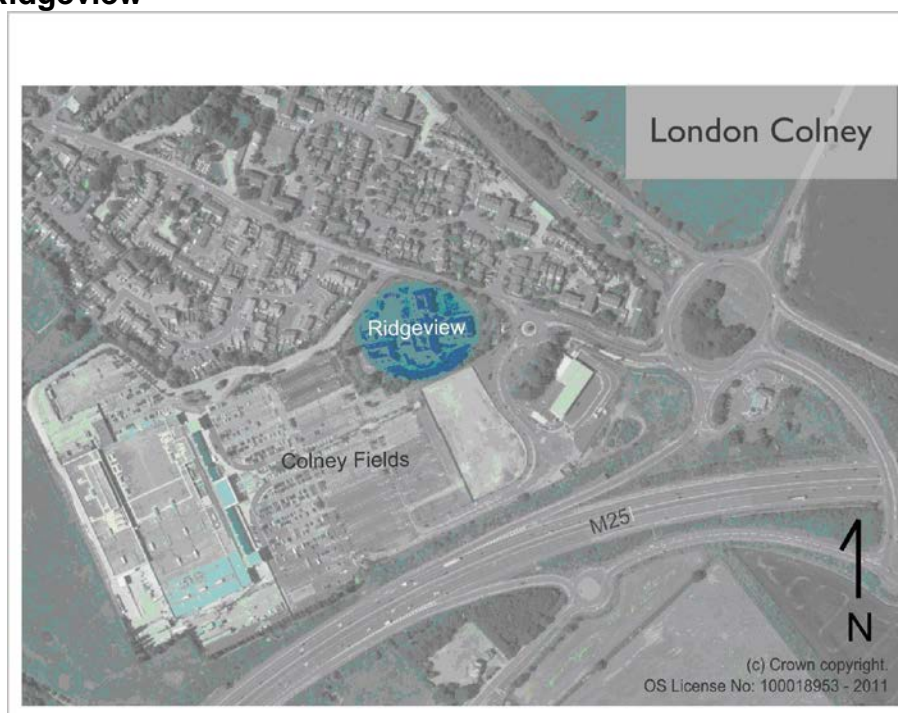 Ridgeview
London Colney
Ridgeview
Colney Fields
M25
N
(c) Crown copyright.
OS License No: 100018953 - 2011